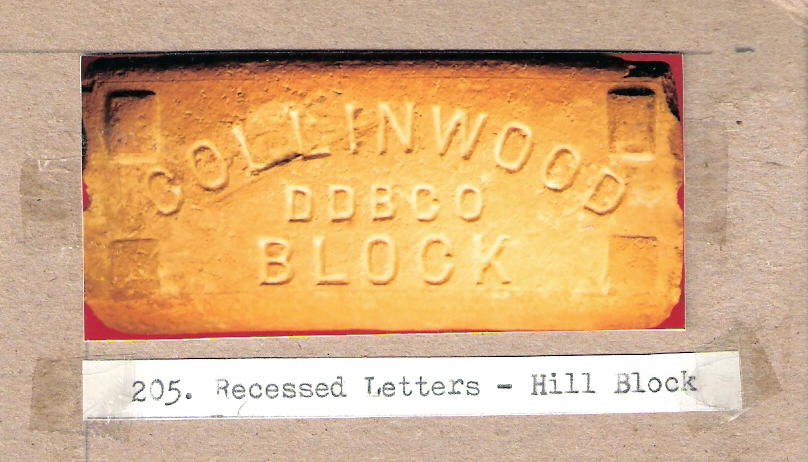 COLLINWOOD
DDBCO
BLOCK
205. Recessed Letters - Hill Block